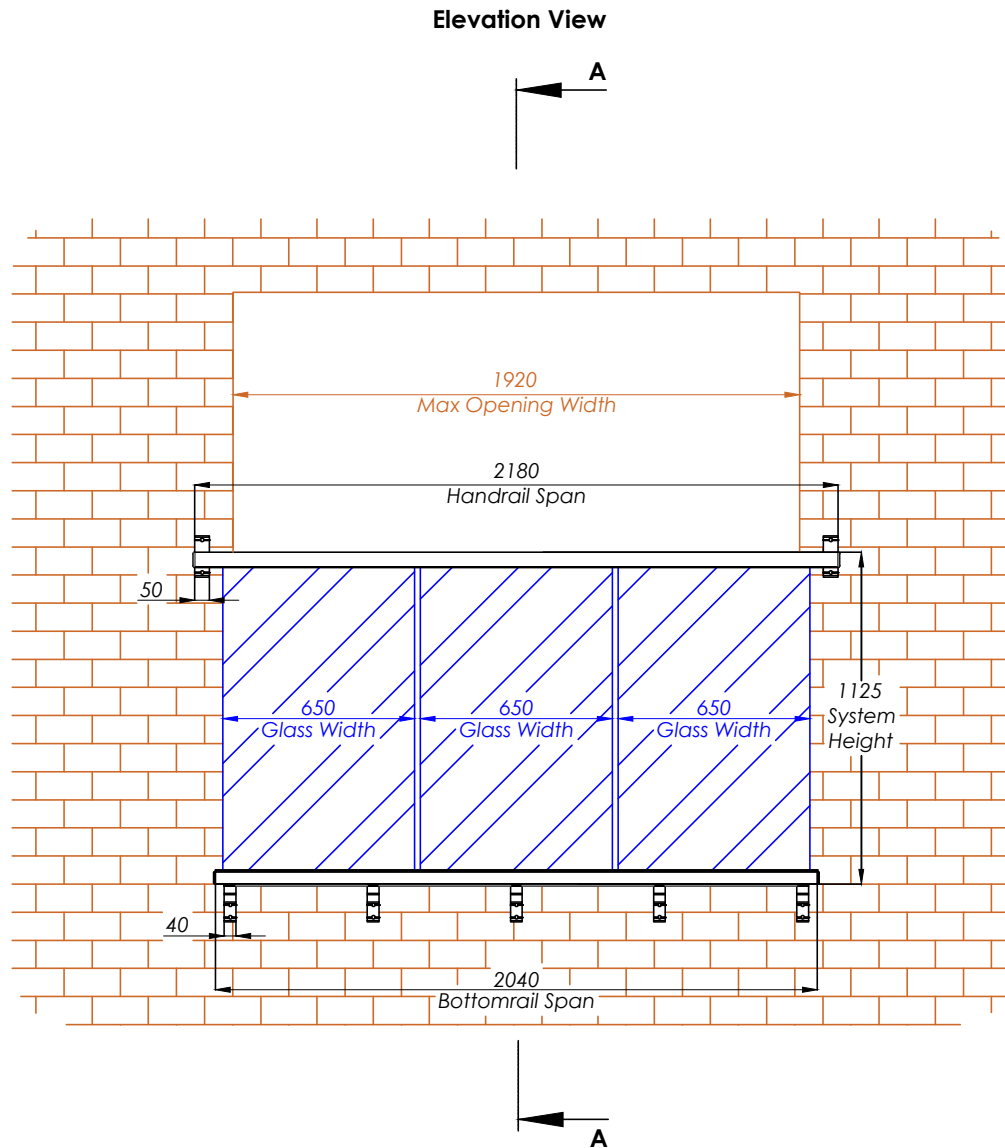 Elevation View
A
1920
Max Opening Width
2180
Handrail Span
50
650
Glass Width
650
Glass Width
650
Glass Width
1125
System
Height
40
2040
Bottomrail Span
A